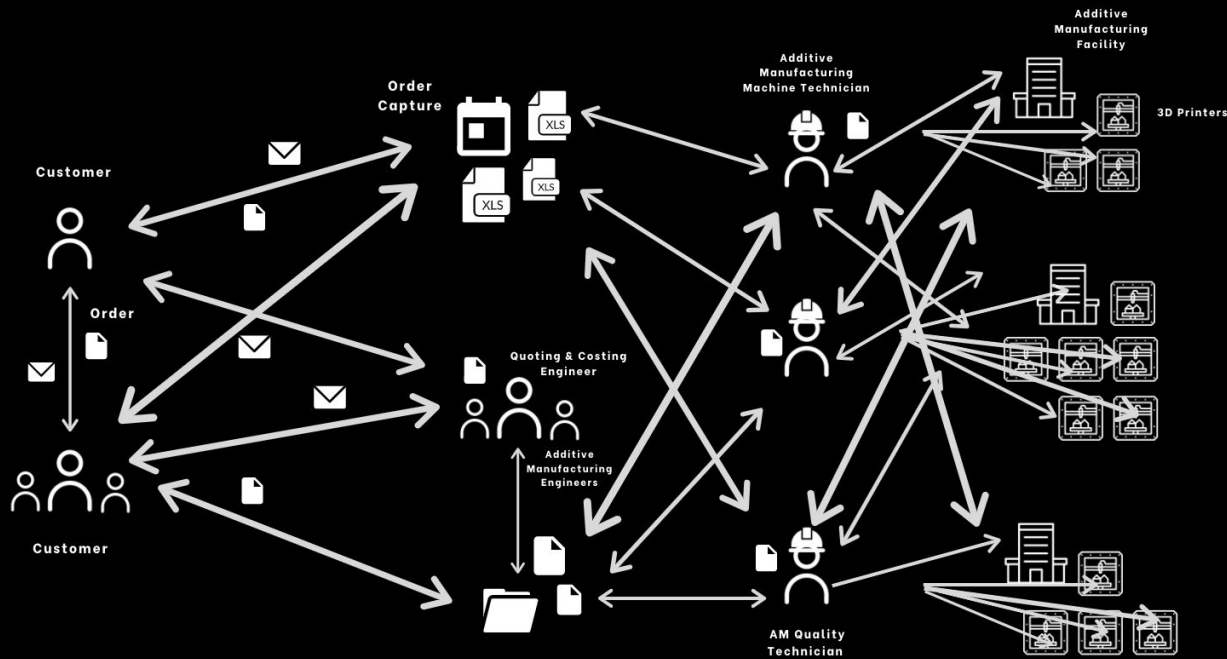 Additive
Manufacturing
Facility
Additive
Manufacturing
Machine Technician
Order
Capture
XLS
3D Printers
Customer
XLS
XLS
Order
Quoting & Costing
Engineer
Additive
Manufacturing
Engineers
Customer
AM Quality
Technician